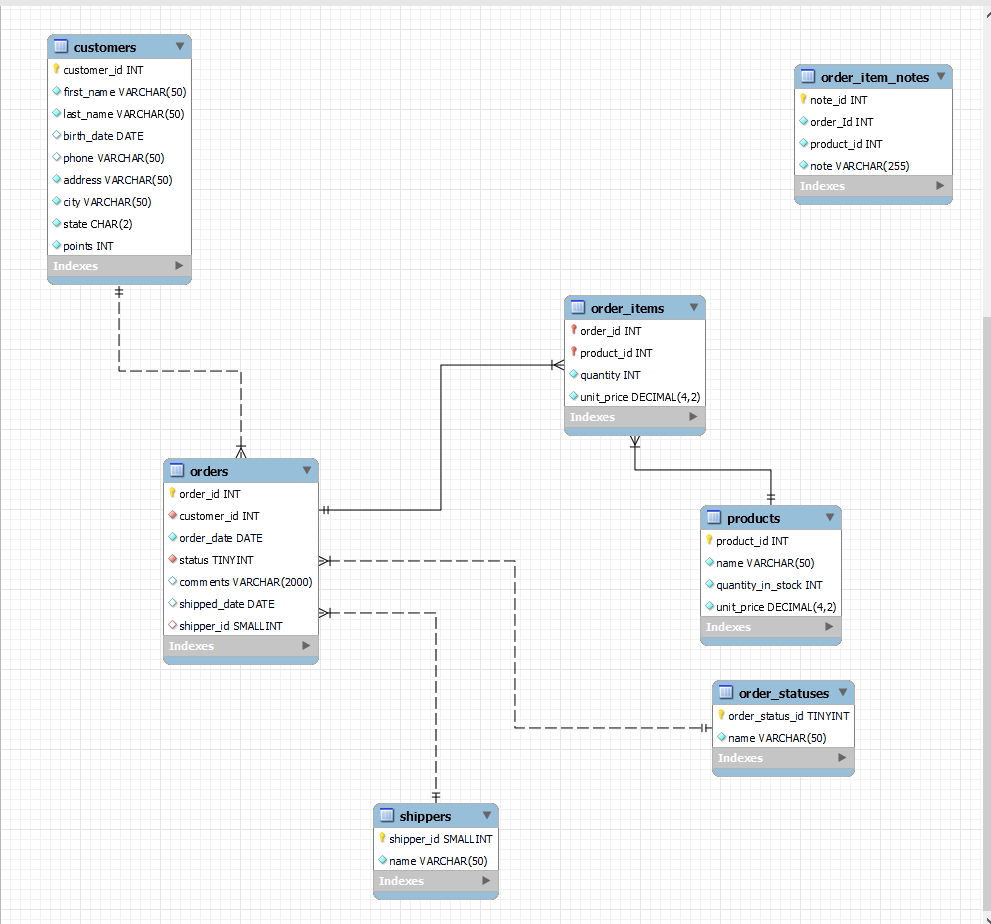 customers
customer_id INT
first_name VARCHAR(50)
last_name VARCHAR(50)
birth_date DATE
phone VARCHAR(50)
address VARCHAR(50)
city VARCHAR(50)
state CHAR(2)
points INT
Indexes
order_item_notes
note_id INT
order_Id INT
product_id INT
note VARCHAR(255)
Indexes
order_items
order_id INT
product_id INT
quantity INT
unit_price DECIMAL(4,2)
Indexes
orders
order_id INT
customer_id INT
order_date DATE
status TINYINT
comments VARCHAR(2000)
shipped_date DATE
shipper_id SMALLINT
Indexes
products
product_id INT
name VARCHAR(50)
quantity_in_stock INT
unit_price DECIMAL(4,2)
Indexes
order_statuses
order_status_id TINYINT
name VARCHAR(50)
Indexes
shippers
shipper_id SMALLINT
name VARCHAR(50)
Indexes